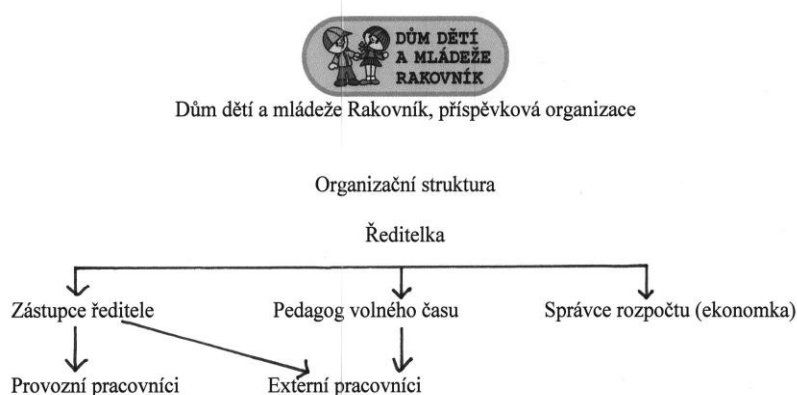 DŮM DĚTÍ
A MLÁDEŽE
RAKOVNÍK
Dům dětí a mládeže Rakovník, příspěvková organizace
Organizační struktura
Ředitelka
Zástupce ředitele Pedagog volného času Správce rozpočtu (ekonomka)
Provozní pracovníci Externí pracovníci